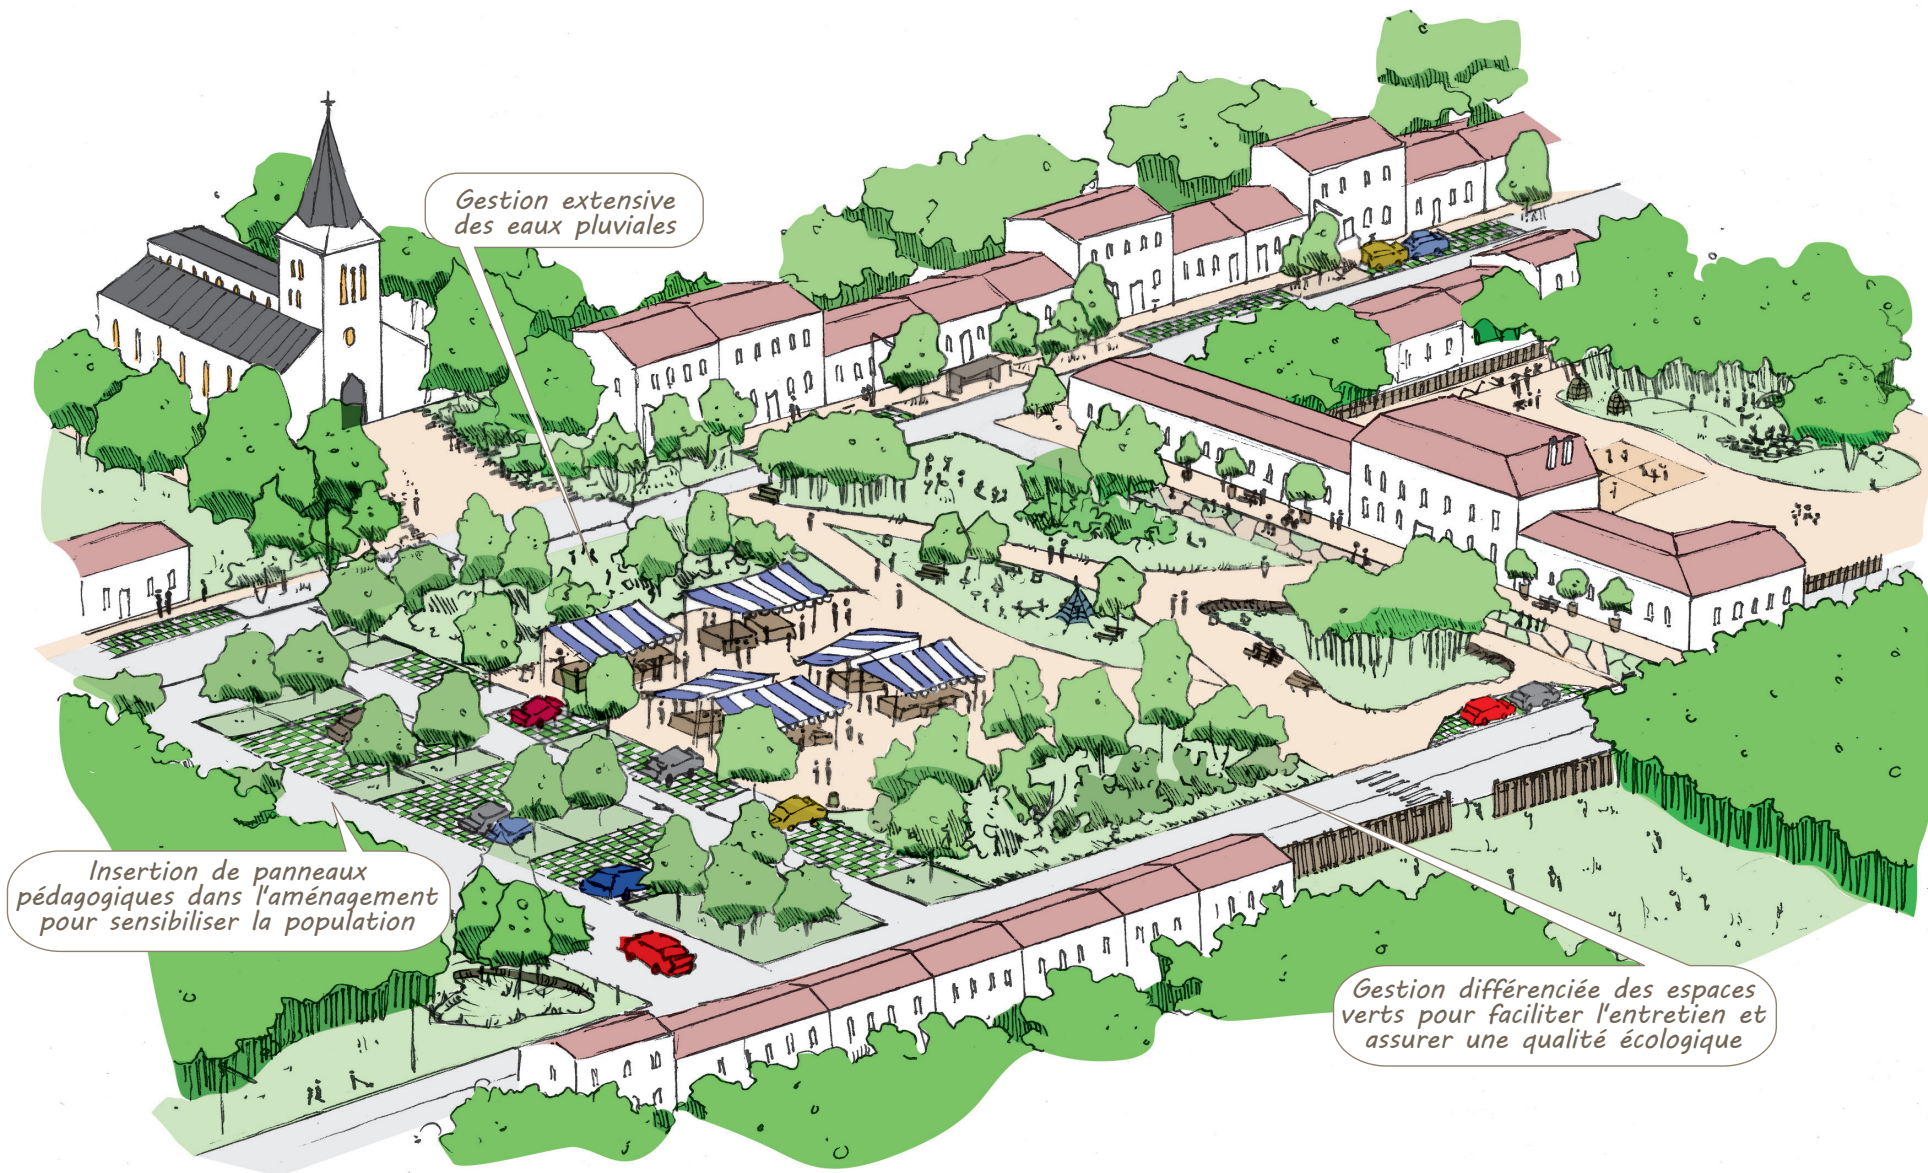 Gestion extensive
des eaux pluviales
Insertion de panneaux
pédagogiques dans l'aménagement
pour sensibiliser la population
Gestion différenciée des espaces
verts pour faciliter l'entretien et
assurer une qualité écologique